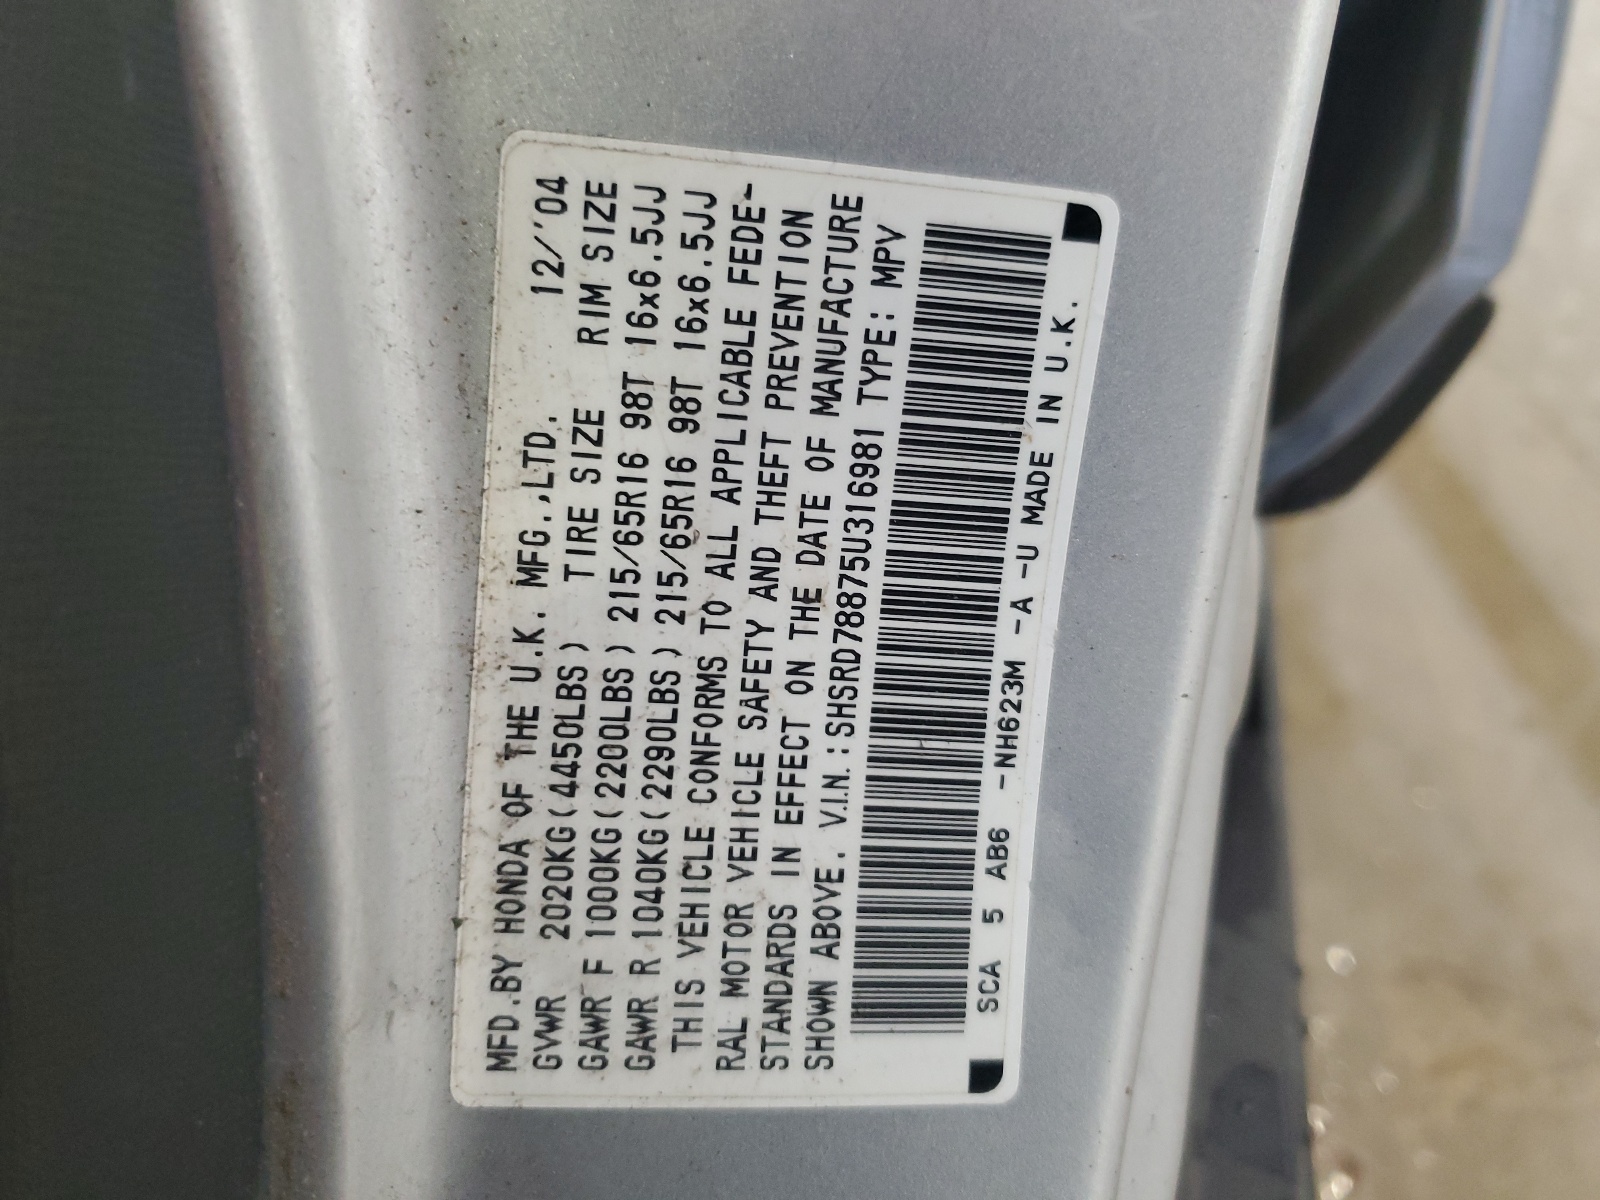 MFD.BY HONDA OF THE U.K. MFG.,LTD. 12/'04
GVWR 2020KG(4450LBS) TIRE SIZE RIM SIZE
GAWR F 1000KG(2200LBS) 215/65R16 98T 16x6.5JJ
GAWR R 1040KG(2290LBS) 215/65R16 98T 16x6.5JJ
THIS VEHICLE CONFORMS TO ALL APPLICABLE FEDE-
RAL MOTOR VEHICLE SAFETY AND THEFT PREVENTION
STANDARDS IN EFFECT ON THE DATE OF MANUFACTURE
SHOWN ABOVE. V.I.N.:SHSRD78875U316981 TYPE: MPV
SCA 5 AB6 -NH623M -A -U MADE IN U.K.